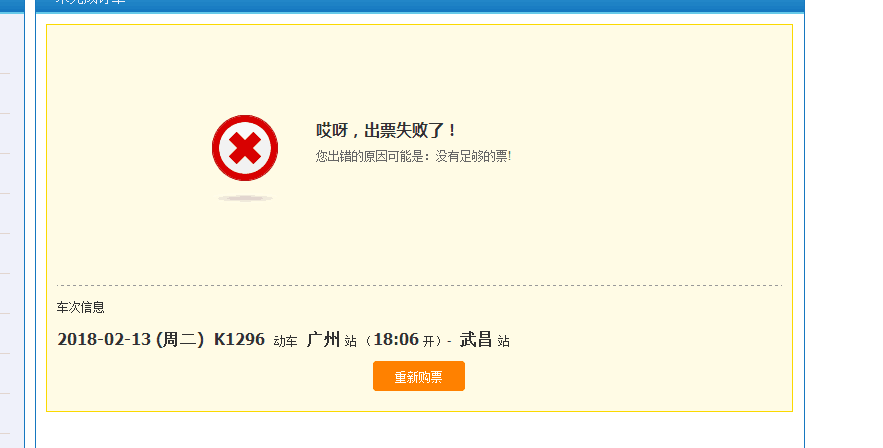 哎呀，出票失败了！
您出错的原因可能是：没有足够的票!
车次信息
2018-02-13 (周二) K1296 动车 广州 站 （18:06 开）- 武昌 站
重新购票